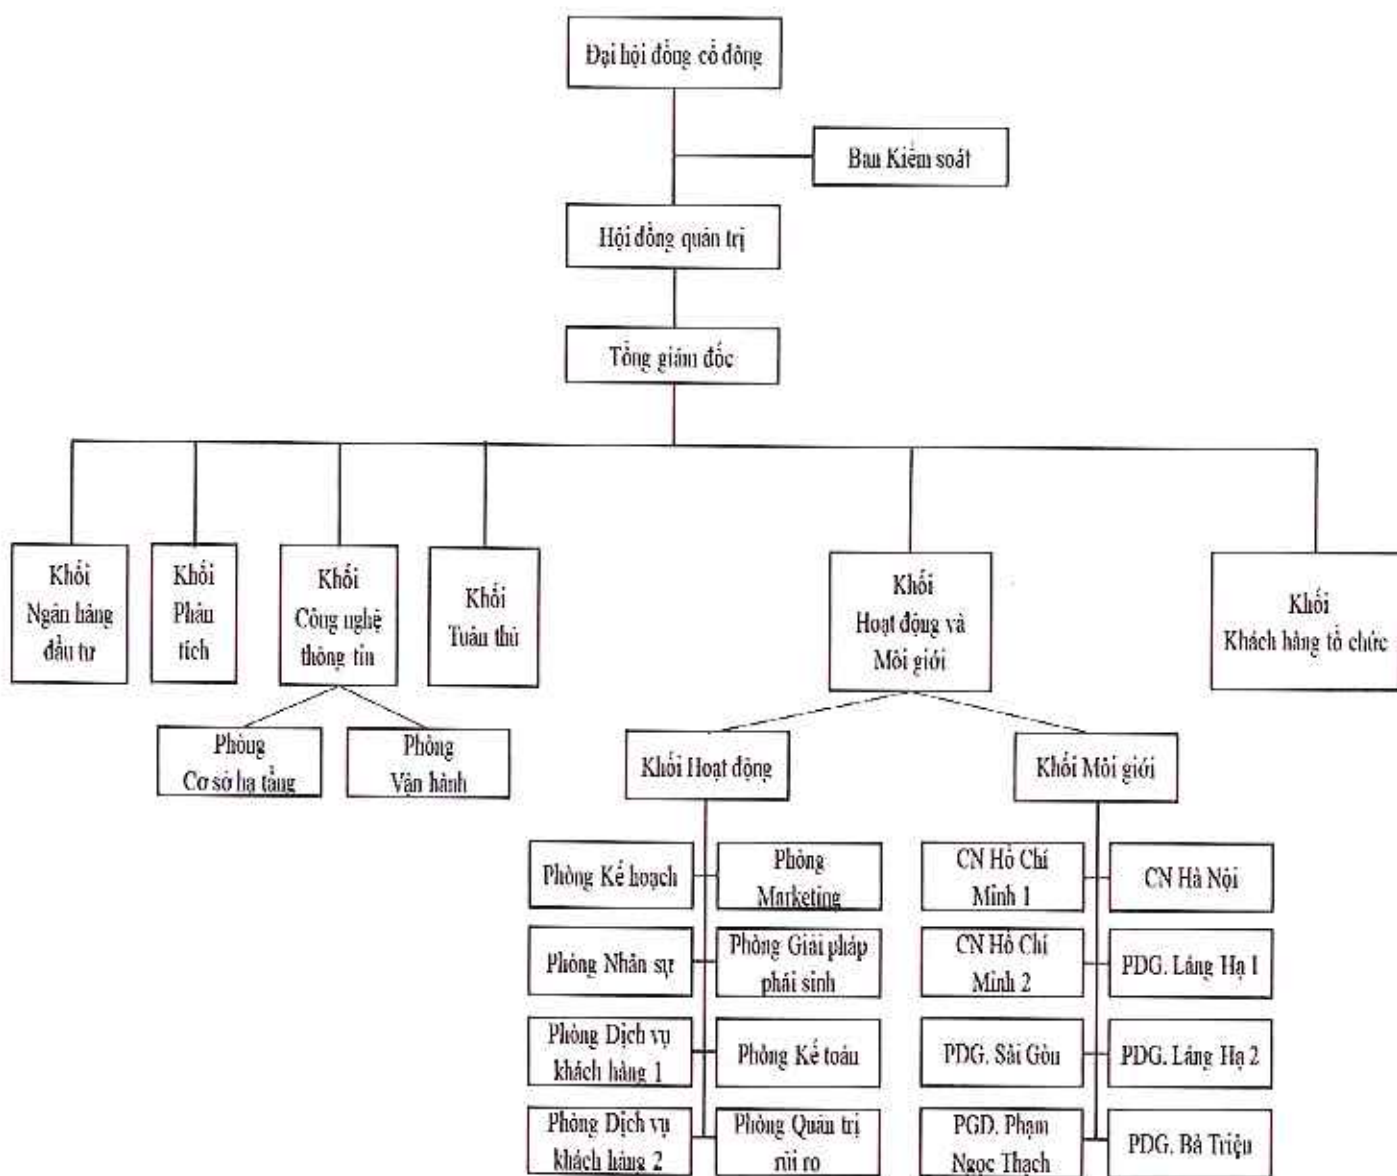 Đại hội đồng cổ đông
Ban Kiểm soát
Hội đồng quản trị
Tổng giám đốc
Khối
Ngân hàng
đầu tư
Khối
Phân
tích
Khối
Công nghệ
thông tin
Khối
Tuân thủ
Khối
Hoạt động và
Môi giới
Khối
Khách hàng tổ chức
Phòng
Cơ sở hạ tầng
Phòng
Vận hành
Khối Hoạt động
Khối Môi giới
Phòng Kế hoạch
Phòng
Marketing
Phòng Nhân sự
Phòng Giải pháp
phái sinh
Phòng Dịch vụ
khách hàng 1
Phòng Kế toán
Phòng Dịch vụ
khách hàng 2
Phòng Quản trị
rủi ro
CN Hồ Chí
Minh 1
CN Hà Nội
CN Hồ Chí
Minh 2
PDG. Láng Hạ 1
PDG. Sài Gòn
PDG. Láng Hạ 2
PGD. Phạm
Ngọc Thạch
PDG. Bà Triệu